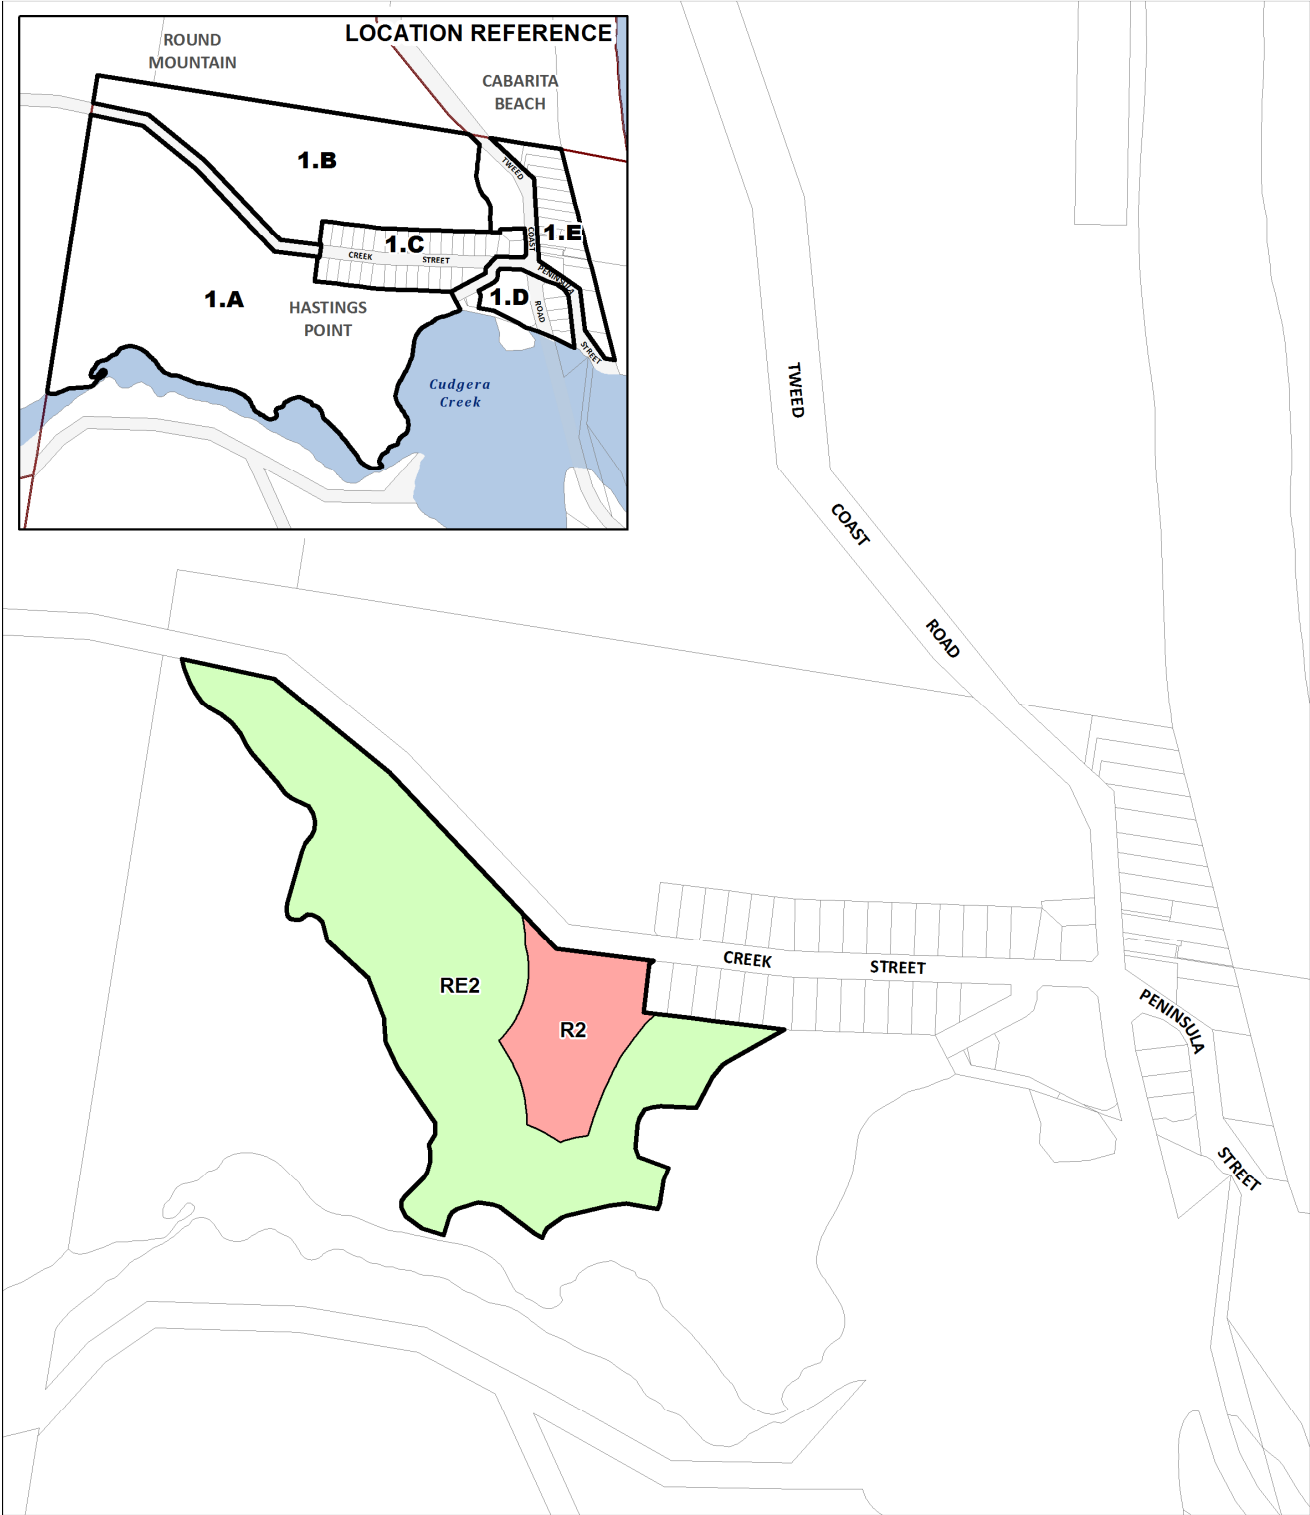 LOCATION REFERENCE
ROUND
MOUNTAIN
CABARITA
BEACH
1.B
TWEED
COAST
1.E
1.C
CREEK STREET
PENINSULA
1.D
ROAD
1.A
HASTINGS
POINT
STREET
Cudgera
Creek
TWEED
COAST
ROAD
CREEK STREET
RE2
R2
PENINSULA
STREET